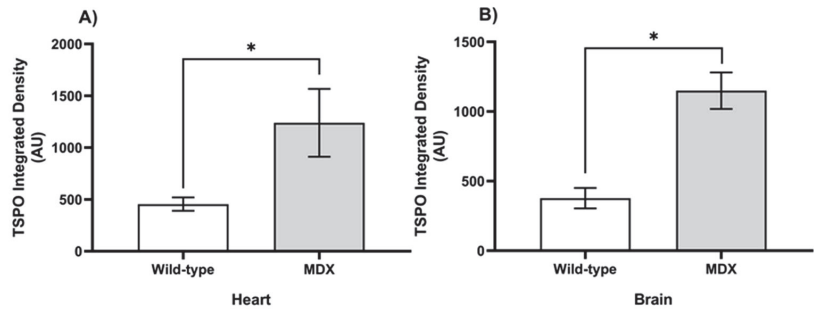 A)
TSPO Integrated Density
(AU)
2000
1500
1000
500
0
*
Wild-type
MDX
Heart
B)
TSPO Integrated Density
(AU)
1500
1000
500
0
*
Wild-type
MDX
Brain